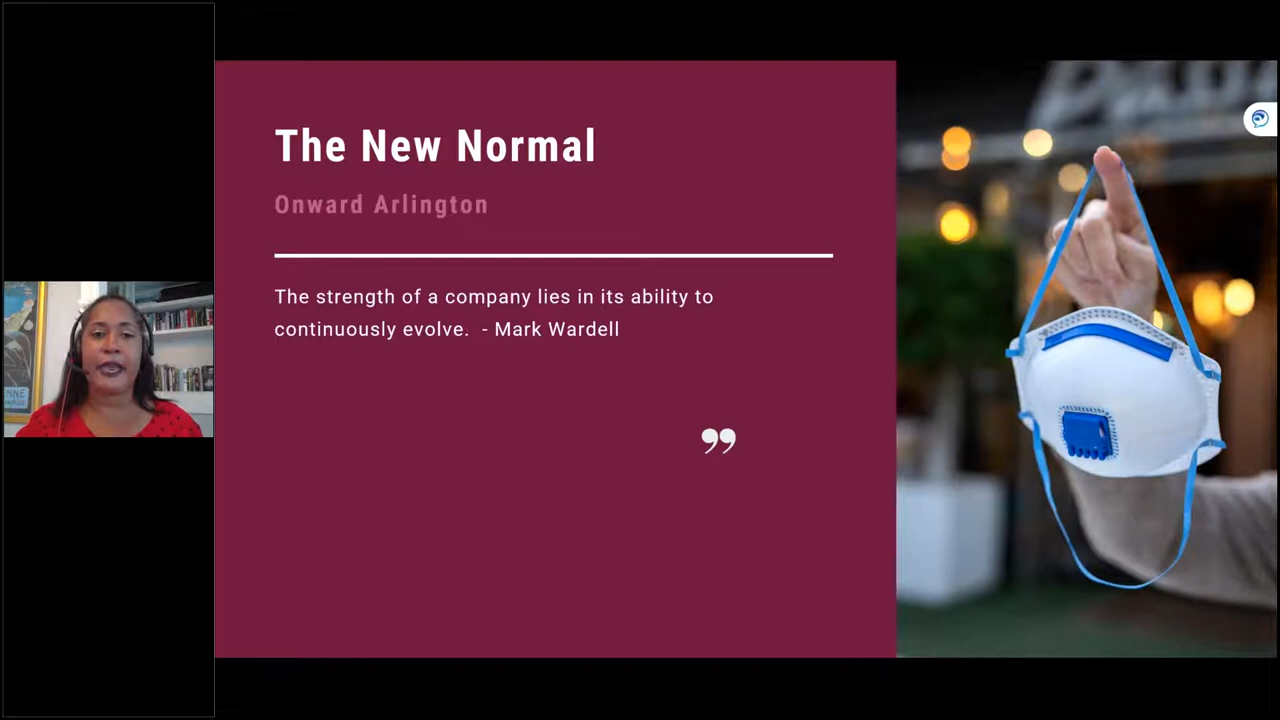 The New Normal
Onward Arlington
The strength of a company lies in its ability to
continuously evolve.  - Mark Wardell
”